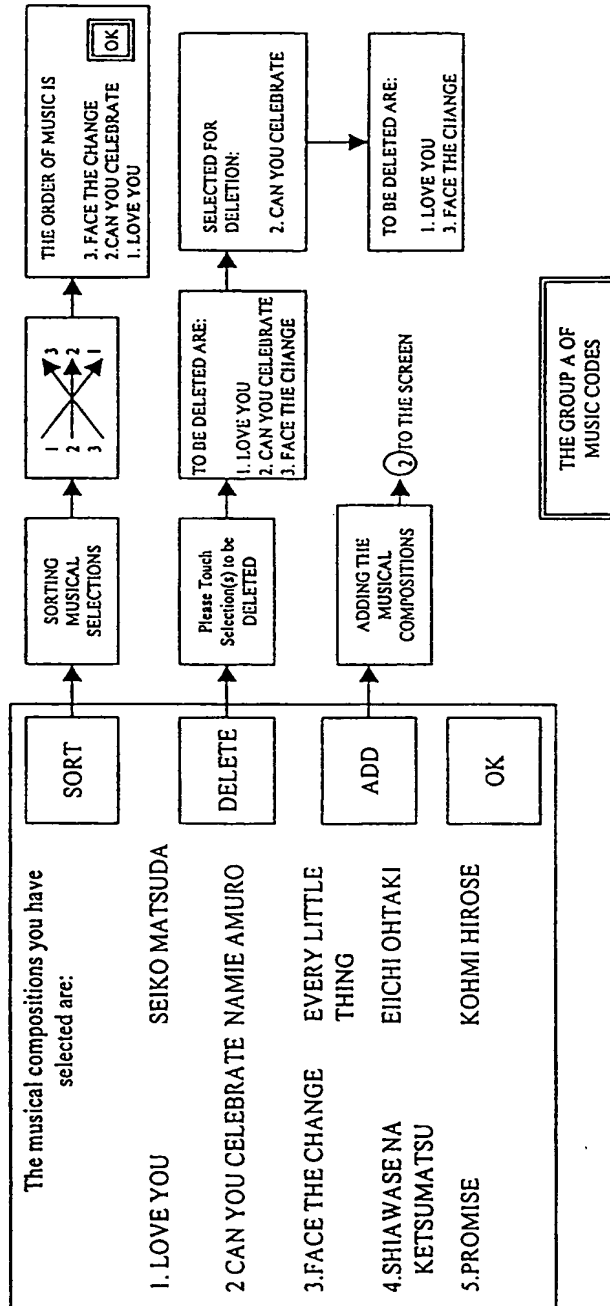 The musical compositions you have
selected are:
1. LOVE YOU SEIKO MATSUDA
2 CAN YOU CELEBRATE NAMIE AMURO
3.FACE THE CHANGE EVERY LITTLE
THING
4.SHIAWASE NA EIICHI OHTAKI
KETSUMATSU
5.PROMISE KOHMI HIROSE
SORT
DELETE
ADD
OK
SORTING
MUSICAL
SELECTIONS
1 3
2 2
3 1
THE ORDER OF MUSIC IS
3. FACE THE CHANGE
2.CAN YOU CELEBRATE
1. LOVE YOU
OK
Please Touch
Selection(s) to be
DELETED
TO BE DELETED ARE:
1. LOVE YOU
2. CAN YOU CELEBRATE
3. FACE THE CHANGE
SELECTED FOR
DELETION:
2. CAN YOU CELEBRATE
TO BE DELETED ARE:
1. LOVE YOU
3. FACE THE CHANGE
ADDING THE
MUSICAL
COMPOSITIONS
2 TO THE SCREEN
THE GROUP A OF
MUSIC CODES